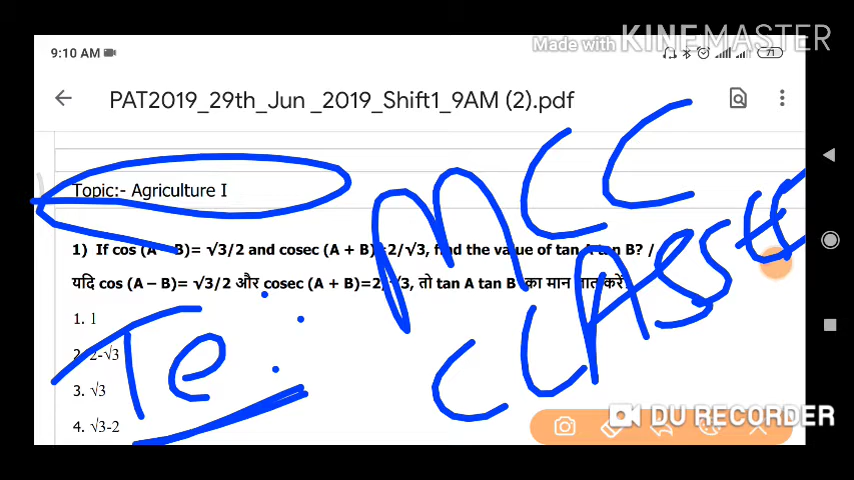 Made with KINEMASTER
9:10 AM
71
PAT2019_29th_Jun _2019_Shift1_9AM (2).pdf
Topic:- Agriculture I
MCC
1) If cos (A − B)= √3/2 and cosec (A + B)=2/√3, find the value of tan A tan B? /
यदि cos (A − B)= √3/2 और cosec (A + B)=2/√3, तो tan A tan B का मान ज्ञात करें
1. 1
2. 2-√3
3. √3
4. √3-2
Te
DU RECORDER